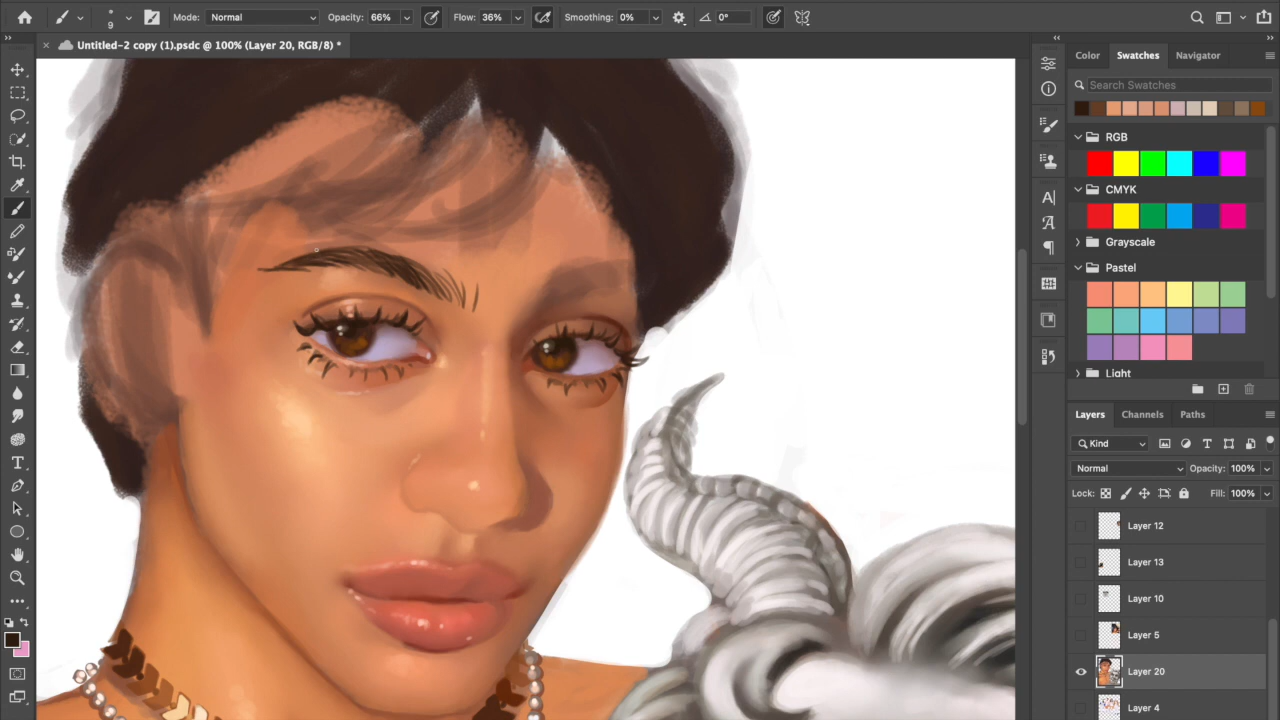 Mode: Normal Opacity: 66% Flow: 36% Smoothing: 0% 0°
9
Untitled-2 copy (1).psdc @ 100% (Layer 20, RGB/8) *
Color Swatches Navigator
Search Swatches
RGB
CMYK
Grayscale
Pastel
Light
Layers Channels Paths
Kind
Normal Opacity: 100%
Lock: Fill: 100%
Layer 12
Layer 13
Layer 10
Layer 5
Layer 20
Layer 4